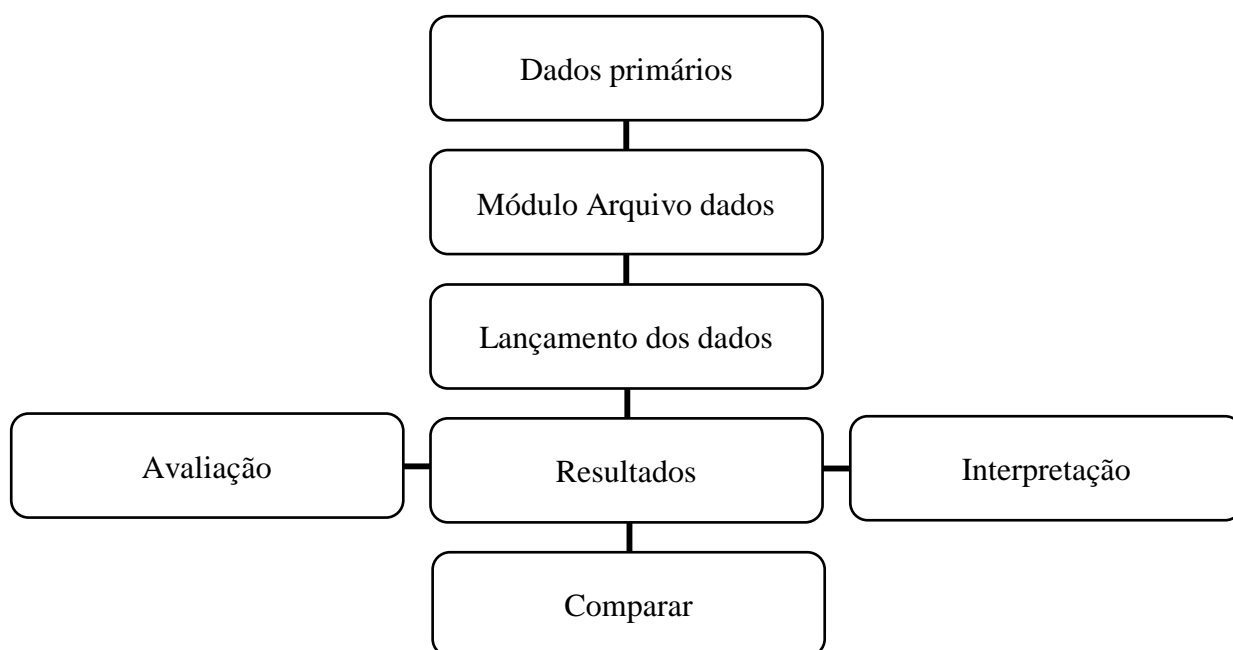 Dados primários
Módulo Arquivo dados
Lançamento dos dados
Avaliação
Resultados
Interpretação
Comparar